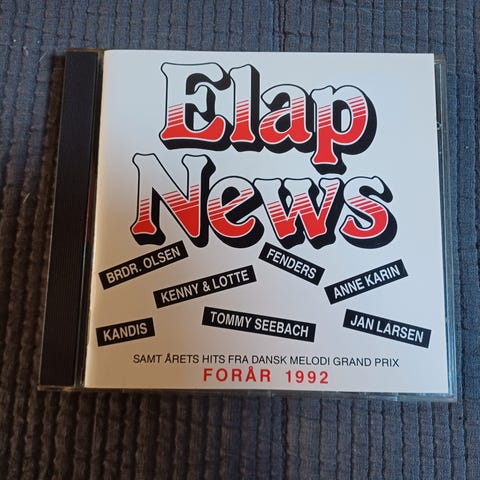 Elap
News
BRDR. OLSEN
FENDERS
KENNY & LOTTE
ANNE KARIN
KANDIS
TOMMY SEEBACH
JAN LARSEN
SAMT ÅRETS HITS FRA DANSK MELODI GRAND PRIX
FORÅR 1992